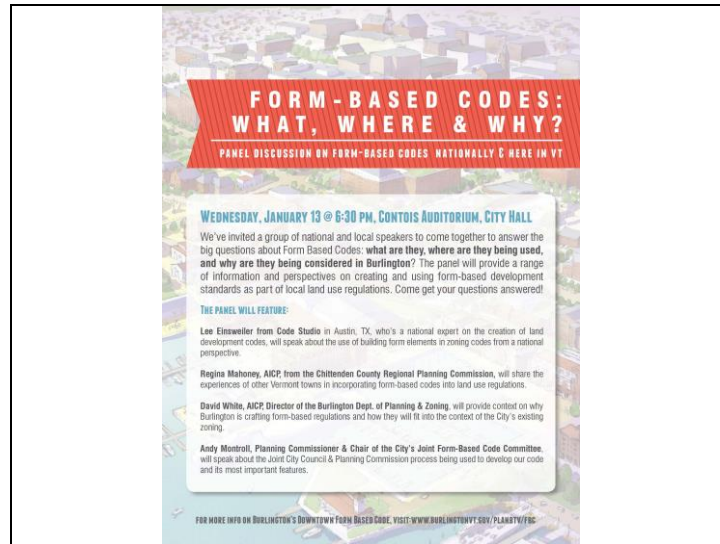 FORM-BASED CODES:
WHAT, WHERE & WHY?
PANEL DISCUSSION ON FORM-BASED CODES NATIONALLY & HERE IN VT
WEDNESDAY, JANUARY 13 @ 6:30 PM, CONTOIS AUDITORIUM, CITY HALL
We've invited a group of national and local speakers to come together to answer the
big questions about Form Based Codes: what are they, where are they being used,
and why are they being considered in Burlington? The panel will provide a range
of information and perspectives on creating and using form-based development
standards as part of local land use regulations. Come get your questions answered!
THE PANEL WILL FEATURE:
Lee Einsweiler from Code Studio in Austin, TX, who's a national expert on the creation of land
development codes, will speak about the use of building form elements in zoning codes from a national
perspective.
Regina Mahoney, AICP, from the Chittenden County Regional Planning Commission, will share the
experiences of other Vermont towns in incorporating form-based codes into land use regulations.
David White, AICP, Director of the Burlington Dept. of Planning & Zoning, will provide context on why
Burlington is crafting form-based regulations and how they will fit into the context of the City's existing
zoning.
Andy Montroll, Planning Commissioner & Chair of the City's Joint Form-Based Code Committee,
will speak about the Joint City Council & Planning Commission process being used to develop our code
and its most important features.
FOR MORE INFO ON BURLINGTON'S DOWNTOWN FORM BASED CODE, VISIT:WWW.BURLINGTONVT.GOV/PLANBTV/FBC